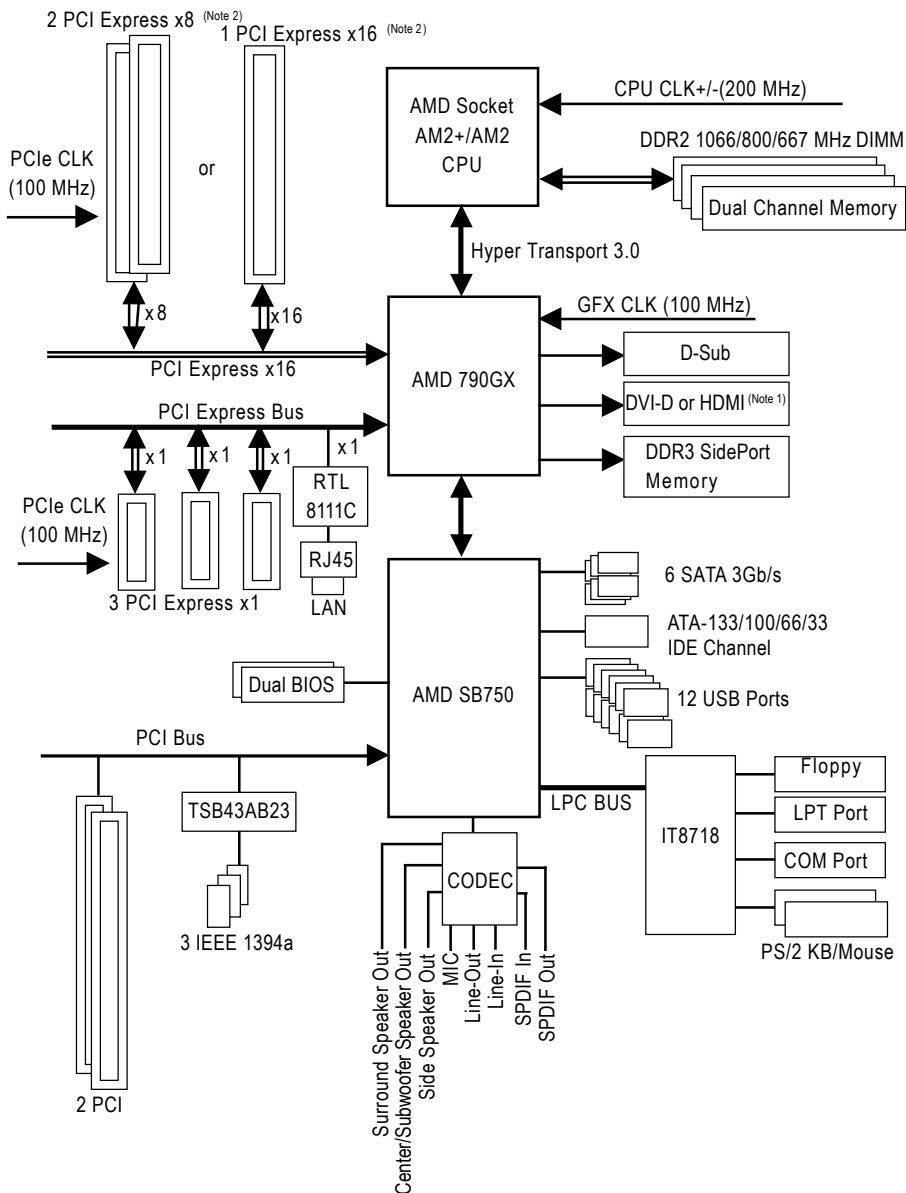 2 PCI Express x8 (Note 2)
1 PCI Express x16 (Note 2)
or
PCIe CLK
(100 MHz)
x8
x16
PCI Express x16
AMD Socket
AM2+/AM2
CPU
CPU CLK+/-(200 MHz)
DDR2 1066/800/667 MHz DIMM
Dual Channel Memory
Hyper Transport 3.0
GFX CLK (100 MHz)
AMD 790GX
D-Sub
DVI-D or HDMI (Note 1)
DDR3 SidePort
Memory
PCI Express Bus
x1
x1
x1
x1
PCIe CLK
(100 MHz)
3 PCI Express x1
RTL
8111C
RJ45
LAN
AMD SB750
6 SATA 3Gb/s
ATA-133/100/66/33
IDE Channel
12 USB Ports
Dual BIOS
PCI Bus
TSB43AB23
3 IEEE 1394a
2 PCI
LPC BUS
IT8718
Floppy
LPT Port
COM Port
PS/2 KB/Mouse
CODEC
Surround Speaker Out
Center/Subwoofer Speaker Out
Side Speaker Out
MIC
Line-Out
Line-In
SPDIF In
SPDIF Out